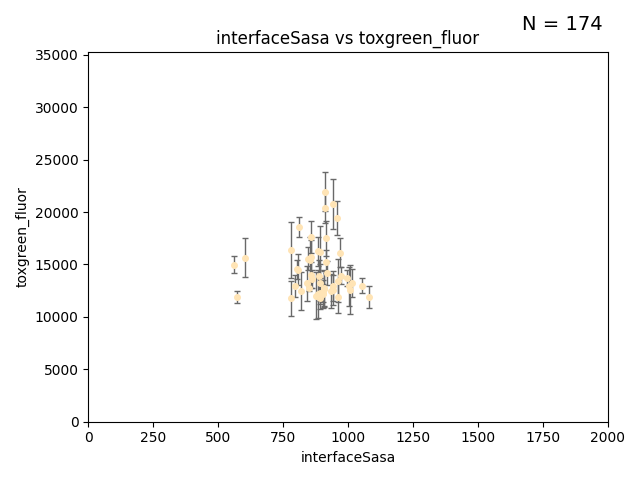 N = 174
interfaceSasa vs toxgreen_fluor
35000
30000
25000
20000
15000
10000
5000
0
toxgreen_fluor
0 250 500 750 1000 1250 1500 1750 2000
interfaceSasa